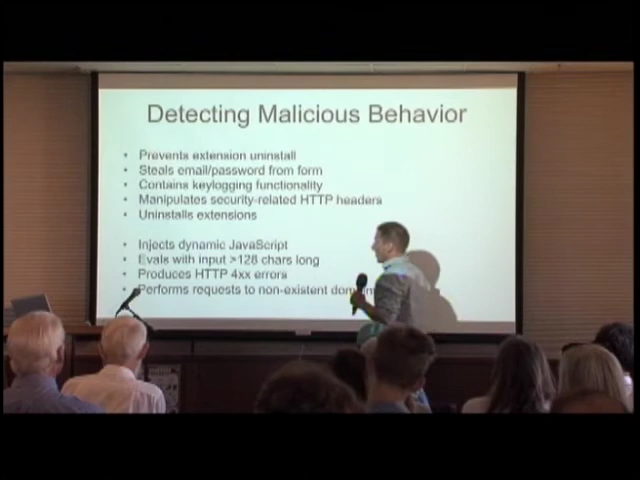 Detecting Malicious Behavior
• Prevents extension uninstall
• Steals email/password from form
• Contains keylogging functionality
• Manipulates security-related HTTP headers
• Uninstalls extensions
• Injects dynamic JavaScript
• Evals with input >128 chars long
• Produces HTTP 4xx errors
• Performs requests to non-existent